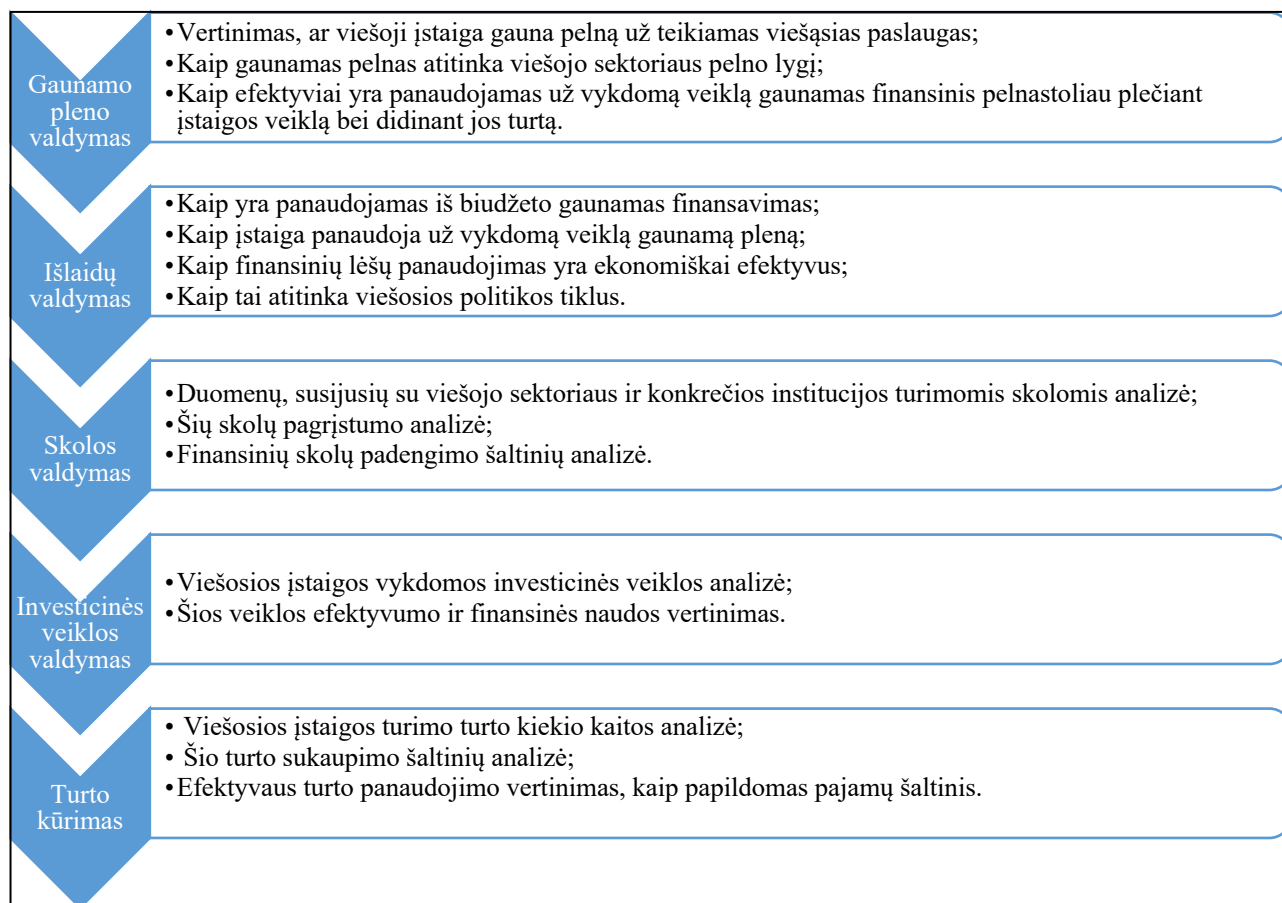 Gaunamo
pleno
valdymas
•Vertinimas, ar viešoji įstaiga gauna pelną už teikiamas viešąsias paslaugas;
•Kaip gaunamas pelnas atitinka viešojo sektoriaus pelno lygį;
•Kaip efektyviai yra panaudojamas už vykdomą veiklą gaunamas finansinis pelnastoliau plečiant
įstaigos veiklą bei didinant jos turtą.
Išlaidų
valdymas
•Kaip yra panaudojamas iš biudžeto gaunamas finansavimas;
•Kaip įstaiga panaudoja už vykdomą veiklą gaunamą pleną;
•Kaip finansinių lėšų panaudojimas yra ekonomiškai efektyvus;
•Kaip tai atitinka viešosios politikos tiklus.
Skolos
valdymas
•Duomenų, susijusių su viešojo sektoriaus ir konkrečios institucijos turimomis skolomis analizė;
•Šių skolų pagrįstumo analizė;
•Finansinių skolų padengimo šaltinių analizė.
Investicinės
veiklos
valdymas
•Viešosios įstaigos vykdomos investicinės veiklos analizė;
•Šios veiklos efektyvumo ir finansinės naudos vertinimas.
Turto
kūrimas
• Viešosios įstaigos turimo turto kiekio kaitos analizė;
• Šio turto sukaupimo šaltinių analizė;
•Efektyvaus turto panaudojimo vertinimas, kaip papildomas pajamų šaltinis.